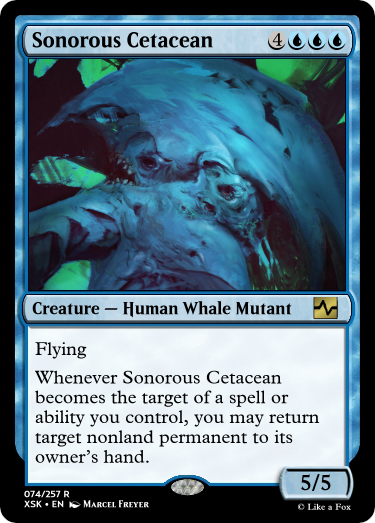 Sonorous Cetacean 4
Creature — Human Whale Mutant
Flying
Whenever Sonorous Cetacean
becomes the target of a spell or
ability you control, you may return
target nonland permanent to its
owner's hand.
5/5
074/257 R
XSK • EN Marcel Freyer
© Like a Fox